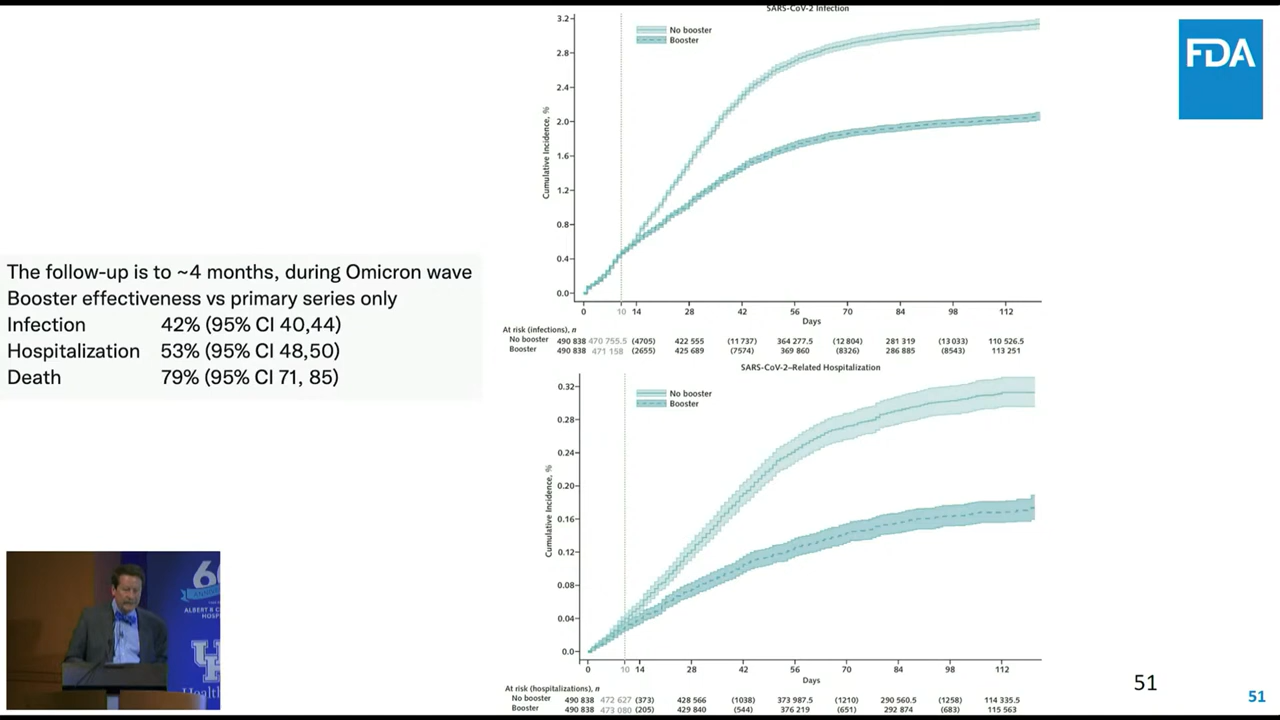 The follow-up is to ~4 months, during Omicron wave
Booster effectiveness vs primary series only
Infection 42% (95% CI 40,44)
Hospitalization 53% (95% CI 48,50)
Death 79% (95% CI 71, 85)
SARS-CoV-2 Infection
No booster
Booster
Cumulative Incidence, %
3.2
2.8
2.4
2.0
1.6
1.2
0.8
0.4
0.0
0 10 14 28 42 56 70 84 98 112
Days
At risk (infections), n
No booster 490 838 470 755.5 (4705) 422 555 (11 737) 364 277.5 (12 804) 281 319 (13 033) 110 526.5
Booster 490 838 471 158 (2655) 425 689 (7574) 369 860 (8326) 286 885 (8543) 113 251
SARS-CoV-2–Related Hospitalization
No booster
Booster
Cumulative Incidence, %
0.32
0.28
0.24
0.20
0.16
0.12
0.08
0.04
0.0
0 10 14 28 42 56 70 84 98 112
Days
At risk (hospitalizations), n
No booster 490 838 472 627 (373) 428 566 (1038) 373 987.5 (1210) 290 560.5 (1258) 114 335.5
Booster 490 838 473 080 (205) 429 840 (544) 376 219 (651) 292 874 (683) 115 563
FDA
51
51
ALBERT B